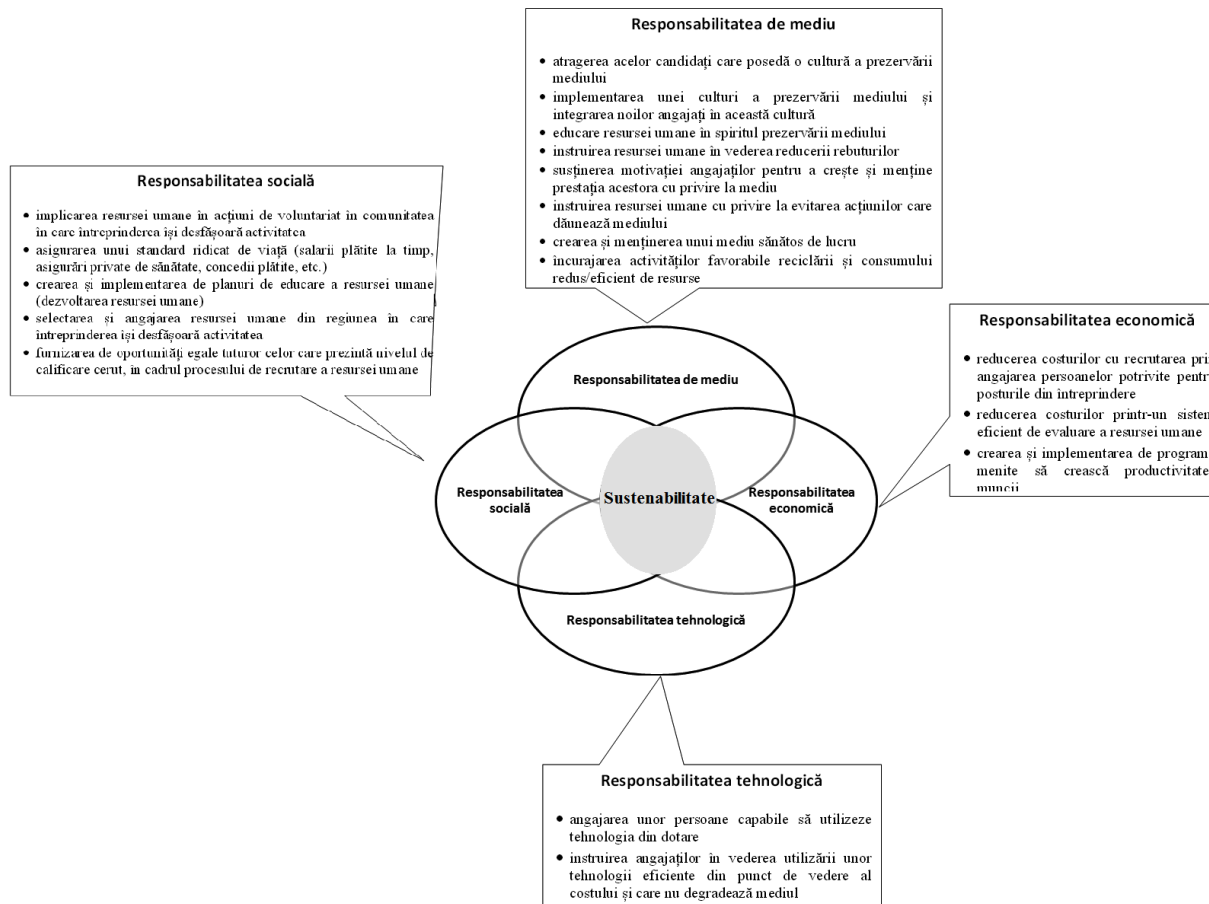 Responsabilitatea de mediu
• atragerea acelor candidați care posedă o cultură a prezervării
mediului
• implementarea unei culturi a prezervării mediului și
integrarea noilor angajați în această cultură
• educare resursei umane în spiritul prezervării mediului
• instruirea resursei umane în vederea reducerii rebuturilor
• susținerea motivației angajaților pentru a crește și menține
prestația acestora cu privire la mediu
• instruirea resursei umane cu privire la evitarea acțiunilor care
dăunează mediului
• crearea și menținerea unui mediu sănătos de lucru
• încurajarea activităților favorabile reciclării și consumului
redus/eficient de resurse
Responsabilitatea socială
• implicarea resursei umane în acțiuni de voluntariat în comunitatea
în care întreprinderea își desfășoară activitatea
• asigurarea unui standard ridicat de viață (salarii plătite la timp,
asigurări private de sănătate, concedii plătite, etc.)
• crearea și implementarea de planuri de educare a resursei umane
(dezvoltarea resursei umane)
• selectarea și angajarea resursei umane din regiunea în care
întreprinderea își desfășoară activitatea
• furnizarea de oportunități egale tuturor celor care prezintă nivelul de
calificare cerut, in cadrul procesului de recrutare a resursei umane
Responsabilitatea economică
• reducerea costurilor cu recrutarea pri
angajarea persoanelor potrivite pentr
posturile din întreprindere
• reducerea costurilor printr-un sistem
eficient de evaluare a resursei umane
• crearea și implementarea de program
menite să crească productivitate
muncii
Responsabilitatea de mediu
Responsabilitatea
socială
Sustenabilitate
Responsabilitatea
economică
Responsabilitatea tehnologică
Responsabilitatea tehnologică
• angajarea unor persoane capabile să utilizeze
tehnologia din dotare
• instruirea angajaților în vederea utilizării unor
tehnologii eficiente din punct de vedere al
costului și care nu degradează mediul